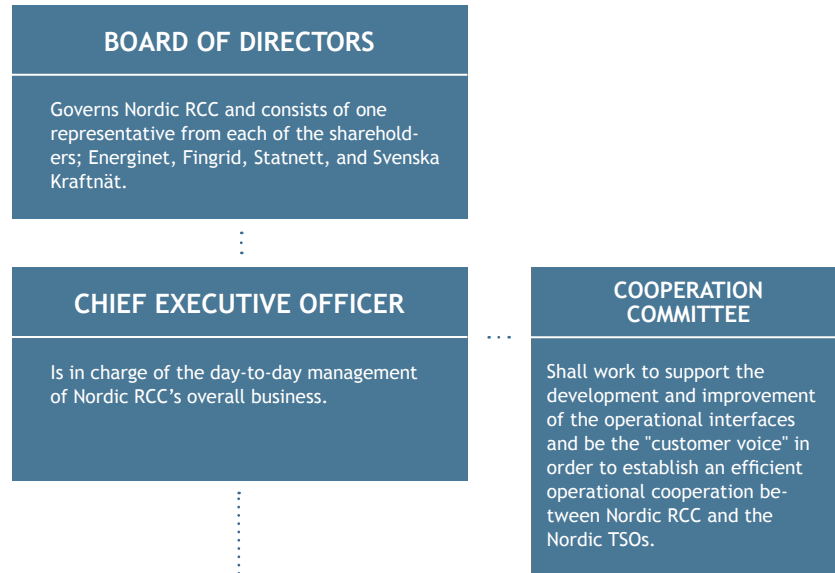 BOARD OF DIRECTORS
Governs Nordic RCC and consists of one
representative from each of the sharehold-
ers; Energinet, Fingrid, Statnett, and Svenska
Kraftnät.
CHIEF EXECUTIVE OFFICER
Is in charge of the day-to-day management
of Nordic RCC’s overall business.
COOPERATION
COMMITTEE
Shall work to support the
development and improvement
of the operational interfaces
and be the "customer voice" in
order to establish an efficient
operational cooperation be-
tween Nordic RCC and the
Nordic TSOs.